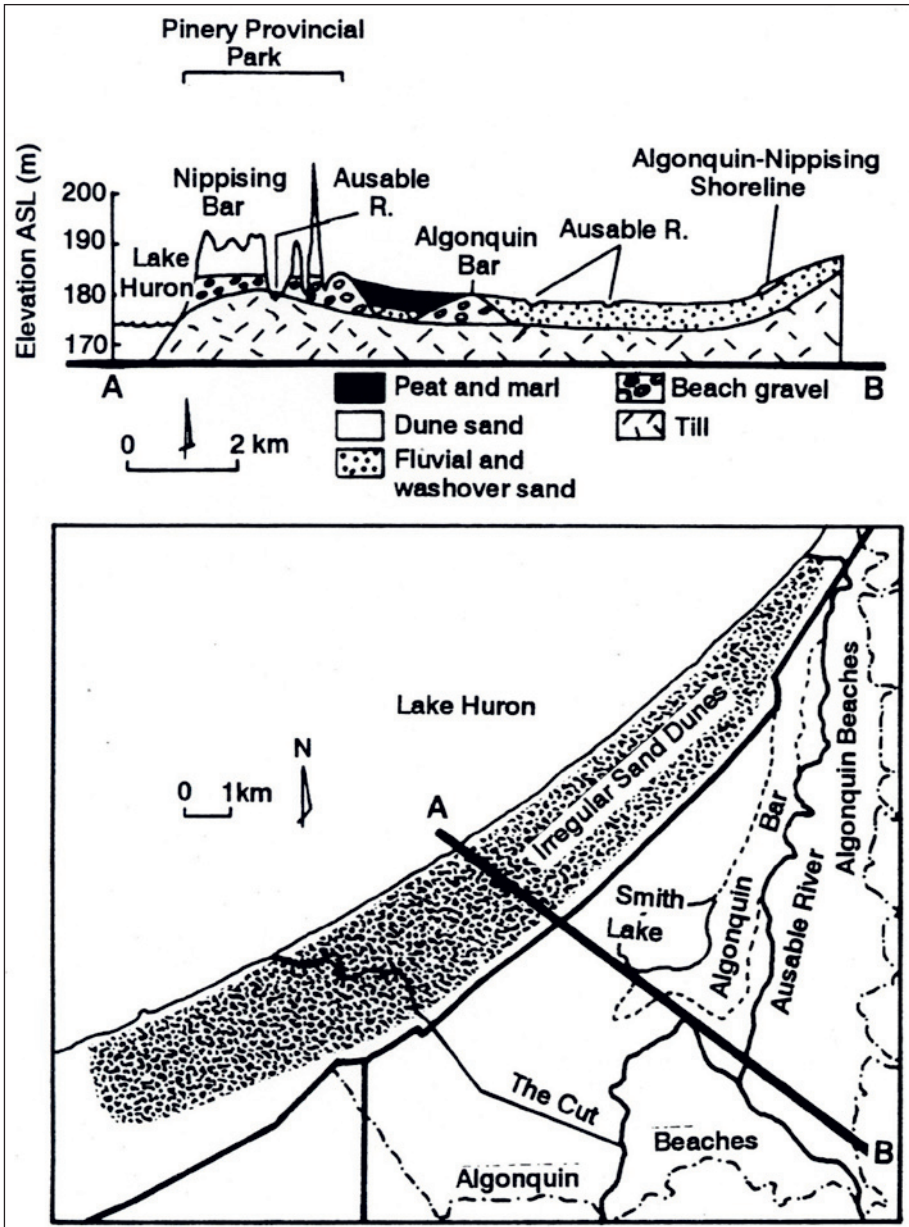 Pinery Provincial
Park
Elevation ASL (m)
200
190
180
170
Nippising
Bar
Ausable
R.
Lake
Huron
Algonquin
Bar
Ausable R.
Algonquin-Nippising
Shoreline
A
B
0 2 km
Peat and marl
Dune sand
Fluvial and
washover sand
Beach gravel
Till
Lake Huron
N
0 1km
A
Irregular Sand Dunes
Smith
Lake
Algonquin
Bar
Ausable River
Algonquin Beaches
The Cut
B
Algonquin
Beaches